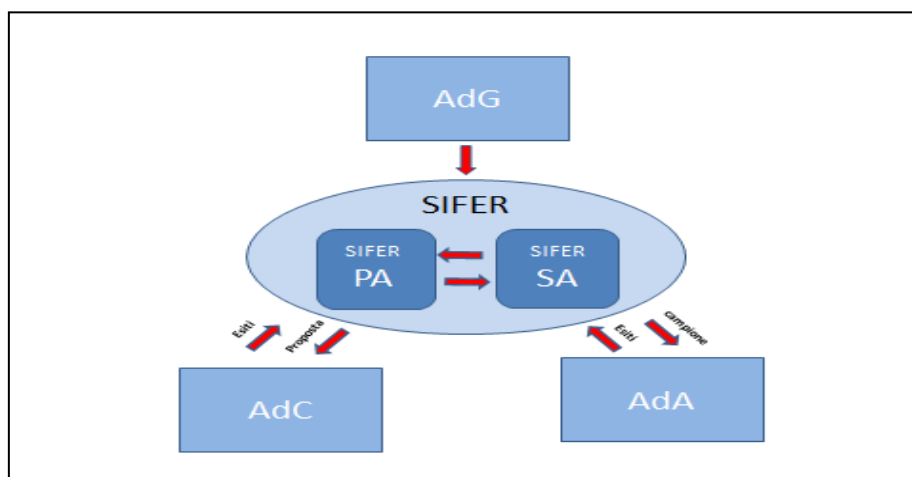 AdG
SIFER
SIFER
PA
SIFER
SA
Esiti
Proposta
Esiti
campione
AdC
AdA